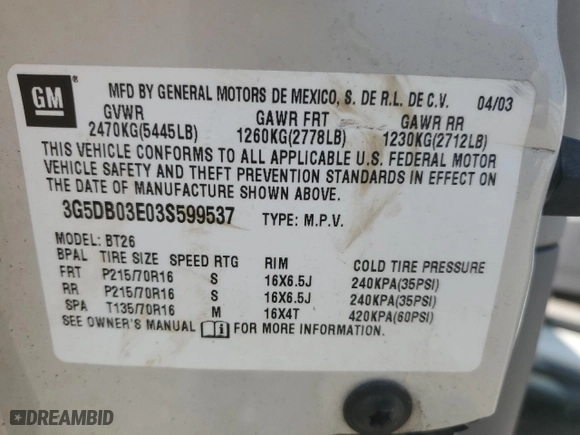 GM ®
MFD BY GENERAL MOTORS DE MEXICO, S. DE R.L. DE C.V. 04/03
GVWR GAWR FRT GAWR RR
2470KG(5445LB) 1260KG(2778LB) 1230KG(2712LB)
THIS VEHICLE CONFORMS TO ALL APPLICABLE U.S. FEDERAL MOTOR
VEHICLE SAFETY AND THEFT PREVENTION STANDARDS IN EFFECT ON
THE DATE OF MANUFACTURE SHOWN ABOVE.
3G5DB03E03S599537 TYPE: M.P.V.
MODEL: BT26
BPAL TIRE SIZE SPEED RTG RIM COLD TIRE PRESSURE
FRT P215/70R16 S 16X6.5J 240KPA(35PSI)
RR P215/70R16 S 16X6.5J 240KPA(35PSI)
SPA T135/70R16 M 16X4T 420KPA(60PSI)
SEE OWNER'S MANUAL FOR MORE INFORMATION.
DREAMBID